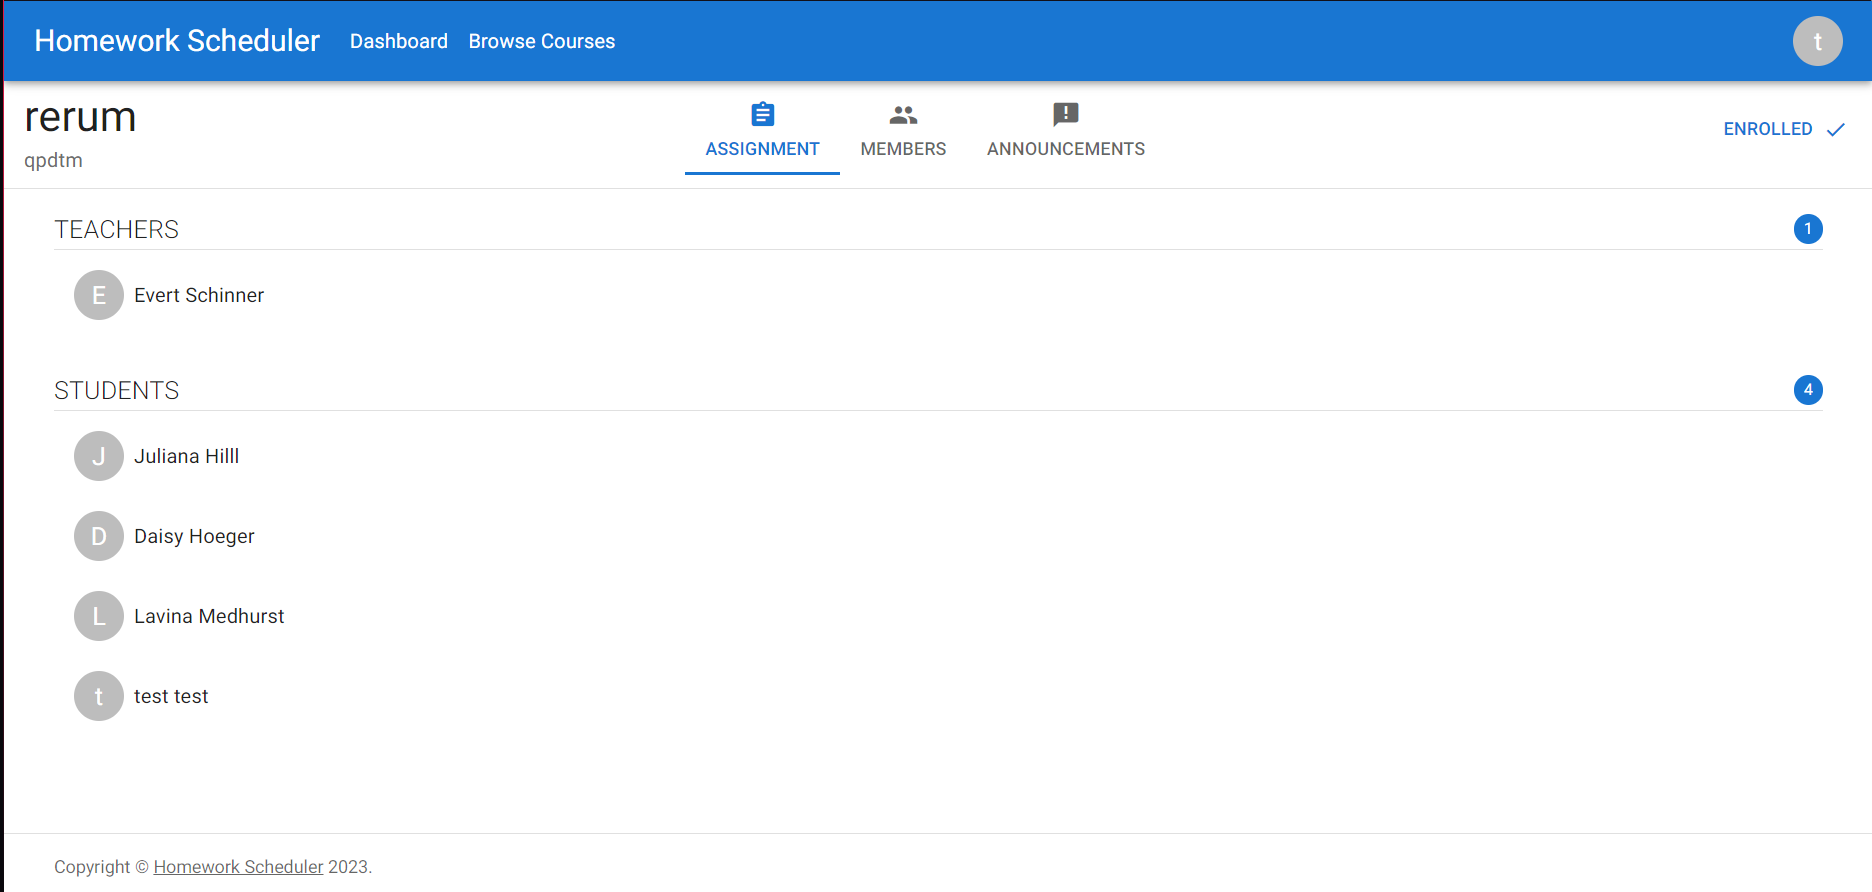 Homework Scheduler Dashboard Browse Courses t
rerum
qpdtm
ASSIGNMENT MEMBERS ANNOUNCEMENTS
ENROLLED
TEACHERS 1
E Evert Schinner
STUDENTS 4
J Juliana Hilll
D Daisy Hoeger
L Lavina Medhurst
t test test
Copyright © Homework Scheduler 2023.